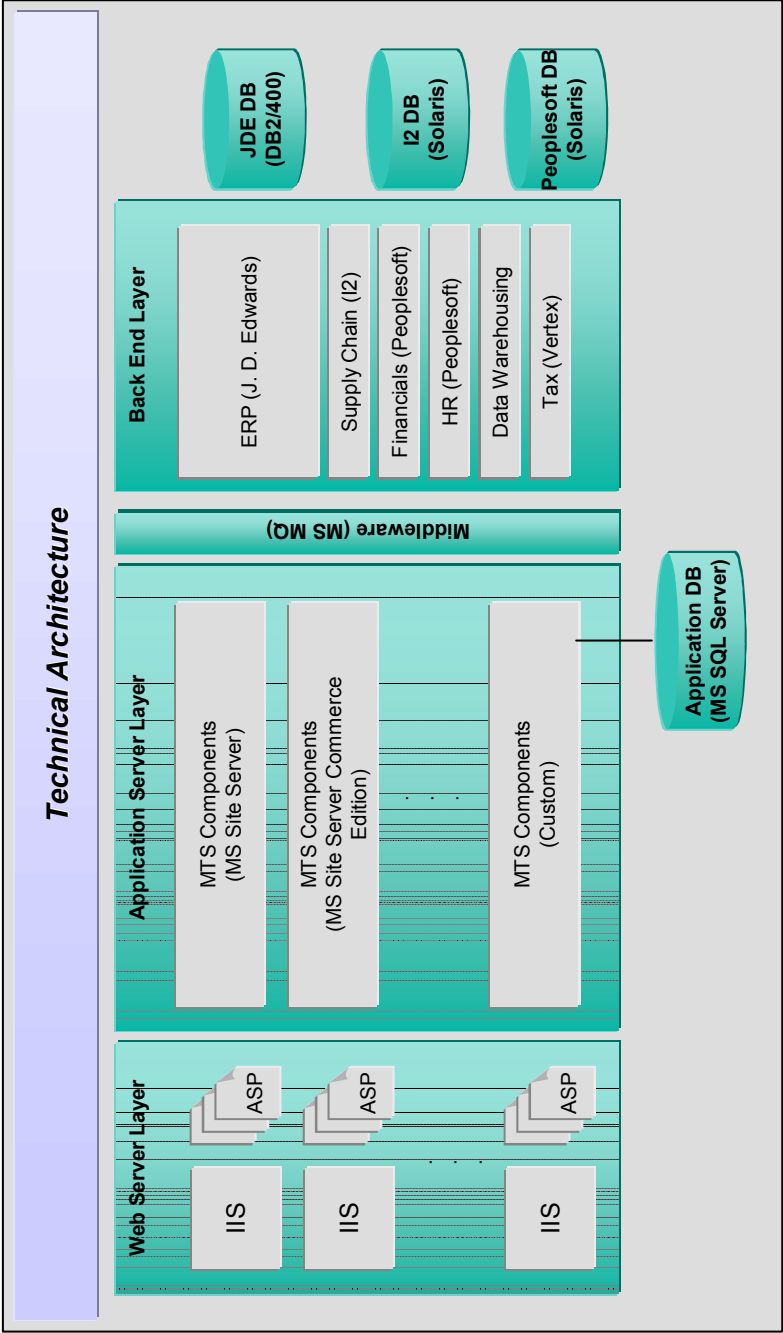 Technical Architecture
Web Server Layer
IIS
ASP
IIS
ASP
. . .
IIS
ASP
Application Server Layer
MTS Components
(MS Site Server)
MTS Components
(MS Site Server Commerce
Edition)
. . .
MTS Components
(Custom)
Application DB
(MS SQL Server)
Middleware (MS MQ)
Back End Layer
ERP (J. D. Edwards)
Supply Chain (I2)
Financials (Peoplesoft)
HR (Peoplesoft)
Data Warehousing
Tax (Vertex)
JDE DB
(DB2/400)
I2 DB
(Solaris)
Peoplesoft DB
(Solaris)